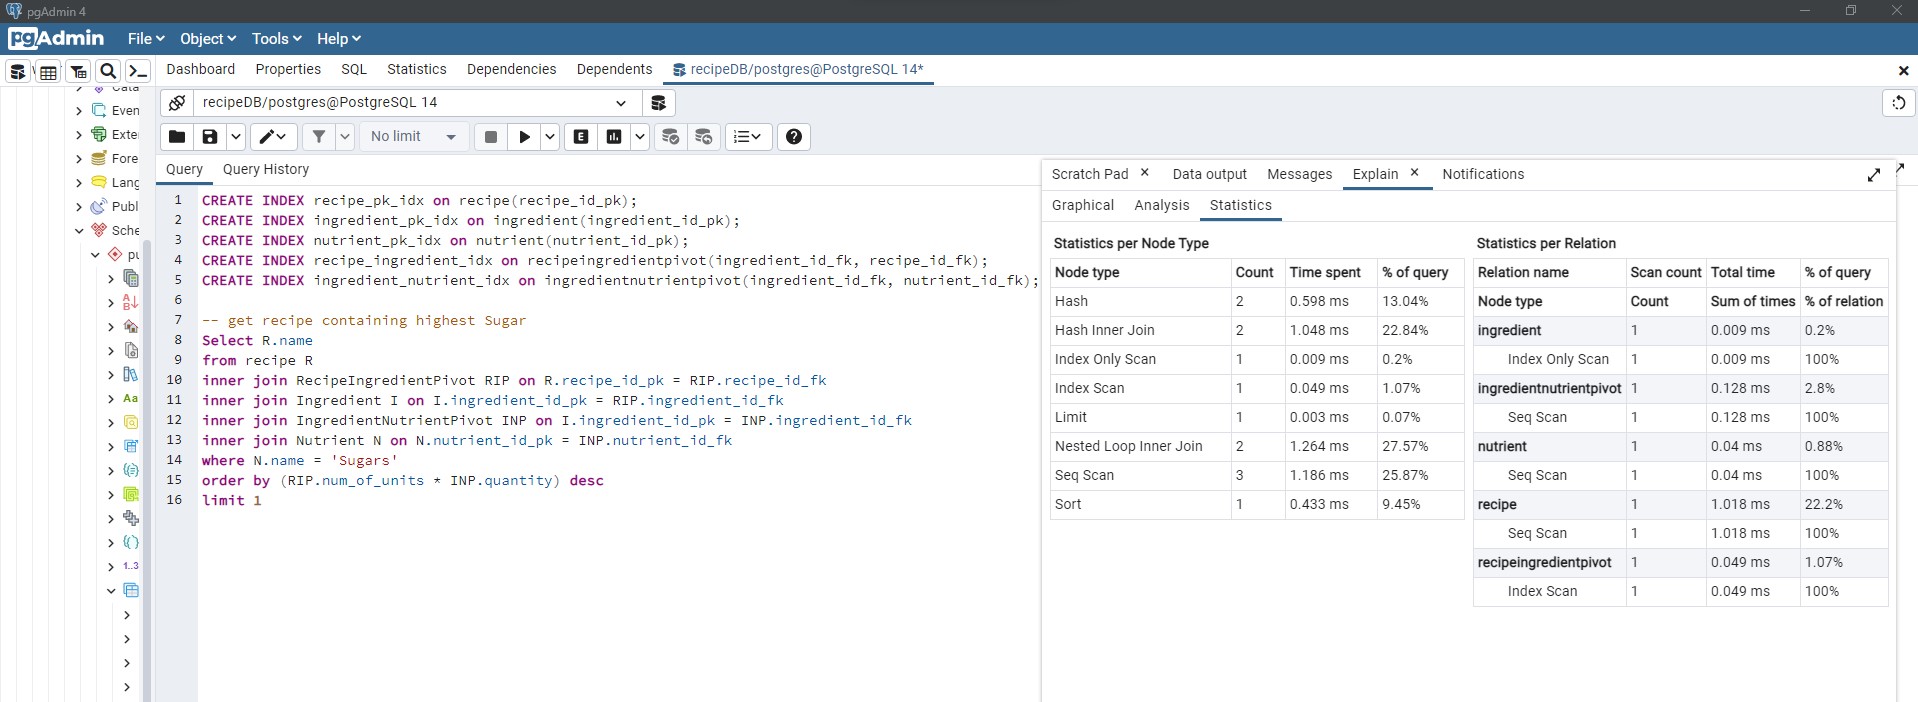 pgAdmin 4
pgAdmin File Object Tools Help
Dashboard Properties SQL Statistics Dependencies Dependents recipeDB/postgres@PostgreSQL 14*
recipeDB/postgres@PostgreSQL 14
No limit
Cata
Even
Exte
Fore
Lang
Publ
Sche
pu
Aa
1..3
Query Query History
1 CREATE INDEX recipe_pk_idx on recipe(recipe_id_pk);
2 CREATE INDEX ingredient_pk_idx on ingredient(ingredient_id_pk);
3 CREATE INDEX nutrient_pk_idx on nutrient(nutrient_id_pk);
4 CREATE INDEX recipe_ingredient_idx on recipeingredientpivot(ingredient_id_fk, recipe_id_fk);
5 CREATE INDEX ingredient_nutrient_idx on ingredientnutrientpivot(ingredient_id_fk, nutrient_id_fk);
6
7 -- get recipe containing highest Sugar
8 Select R.name
9 from recipe R
10 inner join RecipeIngredientPivot RIP on R.recipe_id_pk = RIP.recipe_id_fk
11 inner join Ingredient I on I.ingredient_id_pk = RIP.ingredient_id_fk
12 inner join IngredientNutrientPivot INP on I.ingredient_id_pk = INP.ingredient_id_fk
13 inner join Nutrient N on N.nutrient_id_pk = INP.nutrient_id_fk
14 where N.name = 'Sugars'
15 order by (RIP.num_of_units * INP.quantity) desc
16 limit 1
Scratch Pad Data output Messages Explain Notifications
Graphical Analysis Statistics
Statistics per Node Type
Node type Count Time spent % of query
Hash 2 0.598 ms 13.04%
Hash Inner Join 2 1.048 ms 22.84%
Index Only Scan 1 0.009 ms 0.2%
Index Scan 1 0.049 ms 1.07%
Limit 1 0.003 ms 0.07%
Nested Loop Inner Join 2 1.264 ms 27.57%
Seq Scan 3 1.186 ms 25.87%
Sort 1 0.433 ms 9.45%
Statistics per Relation
Relation name Scan count Total time % of query
Node type Count Sum of times % of relation
ingredient 1 0.009 ms 0.2%
Index Only Scan 1 0.009 ms 100%
ingredientnutrientpivot 1 0.128 ms 2.8%
Seq Scan 1 0.128 ms 100%
nutrient 1 0.04 ms 0.88%
Seq Scan 1 0.04 ms 100%
recipe 1 1.018 ms 22.2%
Seq Scan 1 1.018 ms 100%
recipeingredientpivot 1 0.049 ms 1.07%
Index Scan 1 0.049 ms 100%